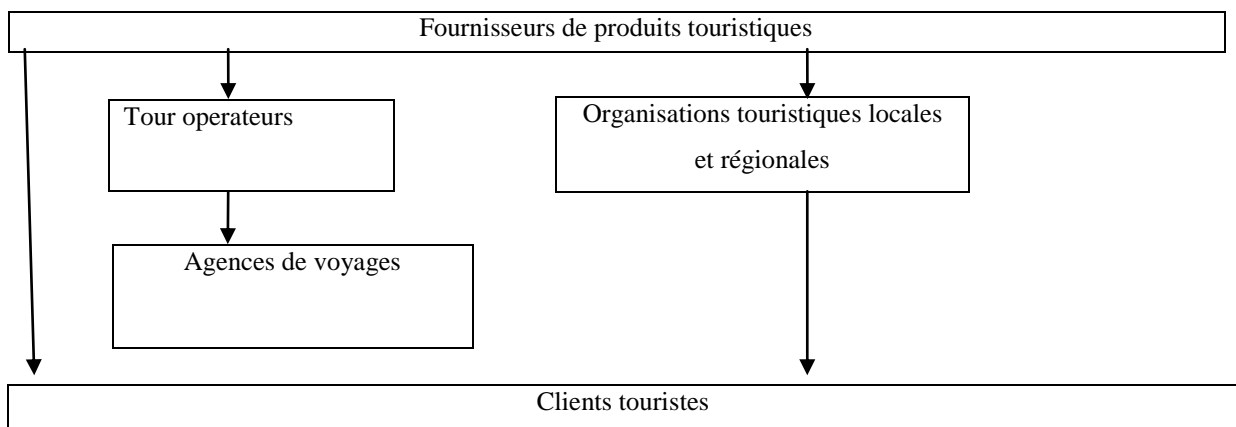 Fournisseurs de produits touristiques
Tour operateurs
Organisations touristiques locales
et régionales
Agences de voyages
Clients touristes